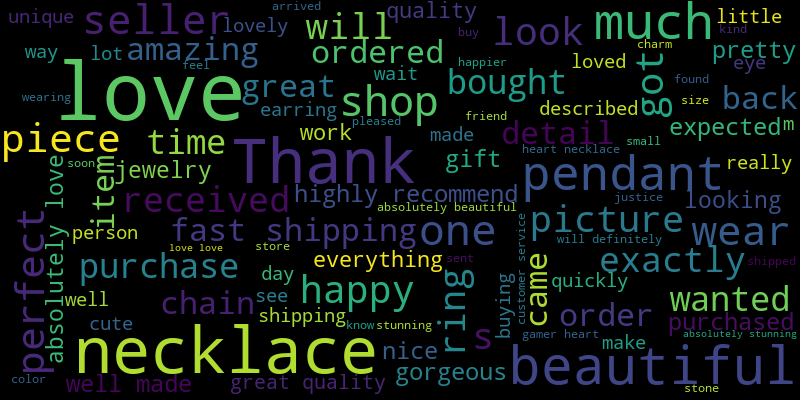 unique
seller
lovely
arrived
quality
will
look
much
little
kind
way
lot
amazing
feel
ordered
wait
buy
happier
charm
loved
got
pretty
eye
wearing
love
great
earring
shop
bought
described
found
size
back
piece
time
work
pleased
made
friend
detail
small
expected
m
Thank
soon
jewelry
gift
heart necklace
really
absolutely love
item
received
highly recommend
pendant
justice
looking
absolutely beautiful
perfect
person
fast shipping
one
picture
wear
love love
store
customer service
will definitely
purchase
everything
sent
exactly
shipped
day
happy
ring
buying
came
quickly
well
chain
see
shipping
wanted
cute
know
stunning
s
order
purchased
necklace
nice
gamer heart
make
absolutely stunning
color
well made
great quality
gorgeous
beautiful
stone